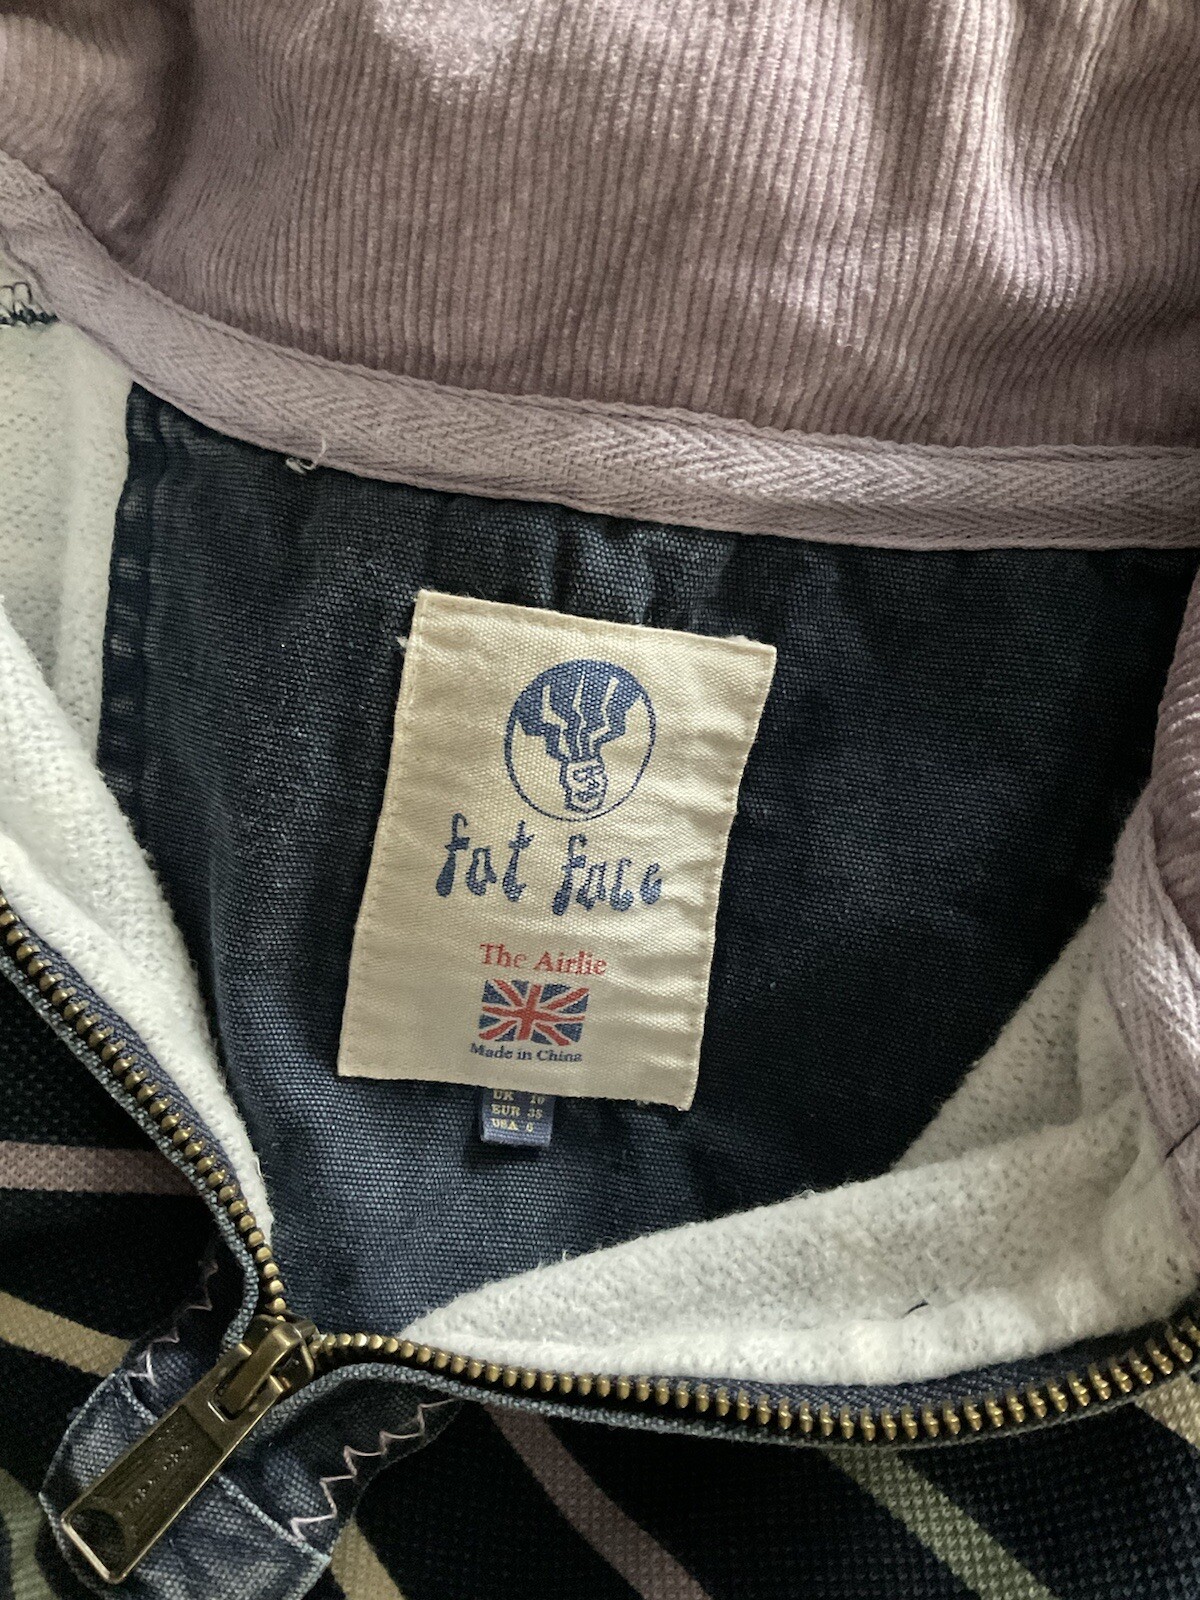 fat face
The Airlie
Made in China
UK 10
EUR 38
USA 6